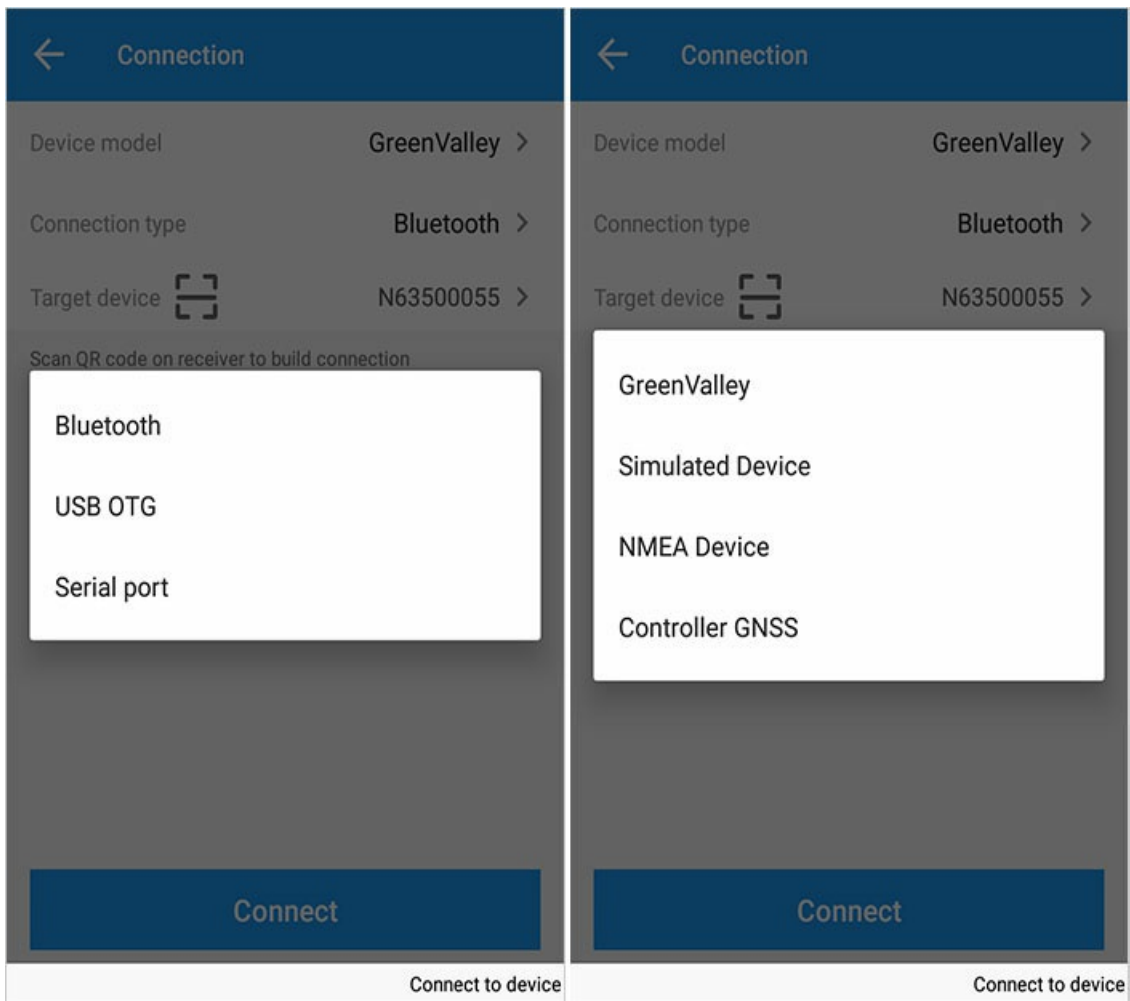 Connection
Device model GreenValley >
Connection type Bluetooth >
Target device N63500055 >
Scan QR code on receiver to build connection
Bluetooth
USB OTG
Serial port
Connect
Connect to device
Connection
Device model GreenValley >
Connection type Bluetooth >
Target device N63500055 >
GreenValley
Simulated Device
NMEA Device
Controller GNSS
Connect
Connect to device